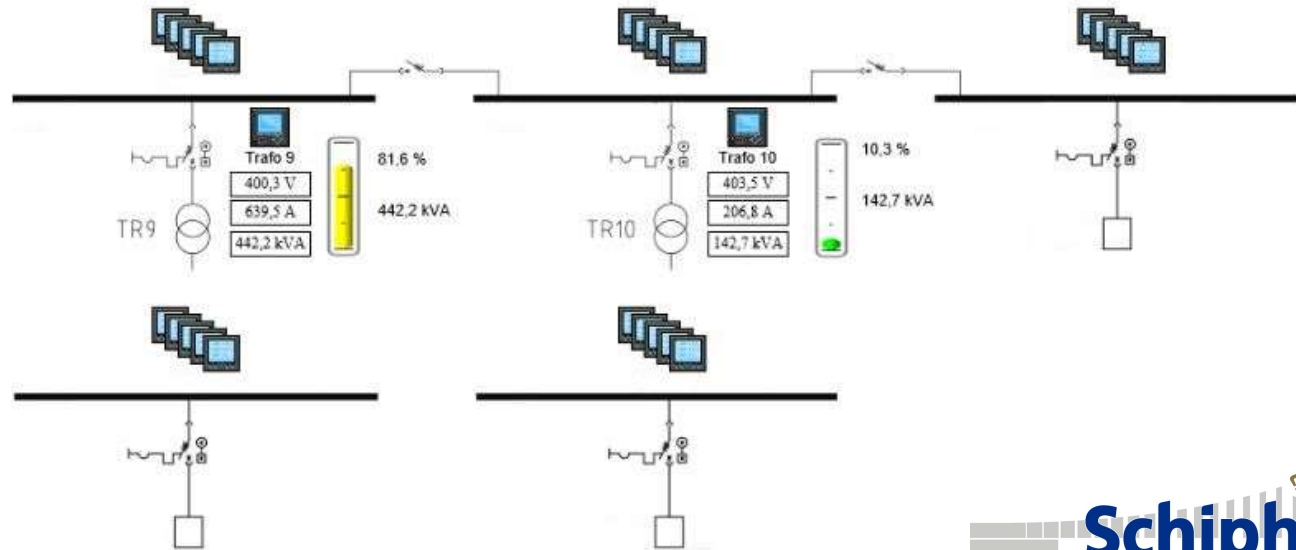 Trafo 9
400,3 V
639,5 A
442,2 kVA
TR9
81,6 %
442,2 kVA
Trafo 10
403,5 V
206,8 A
142,7 kVA
TR10
10,3 %
142,7 kVA
Schiph